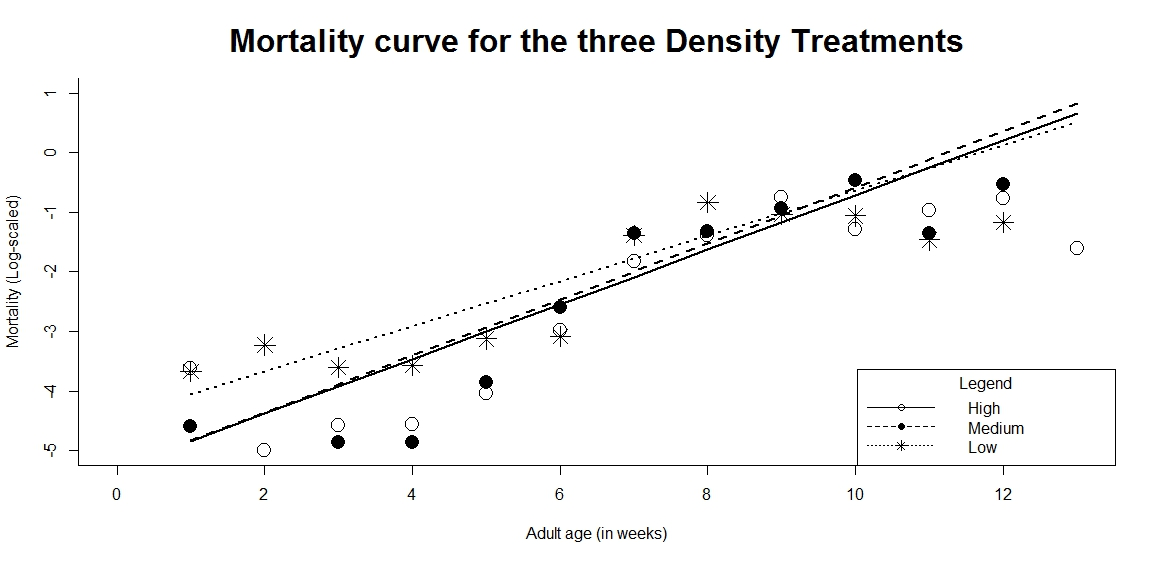 Mortality curve for the three Density Treatments
Mortality (Log-scaled)
1
0
-1
-2
-3
-4
-5
Legend
High
Medium
Low
0 2 4 6 8 10 12
Adult age (in weeks)